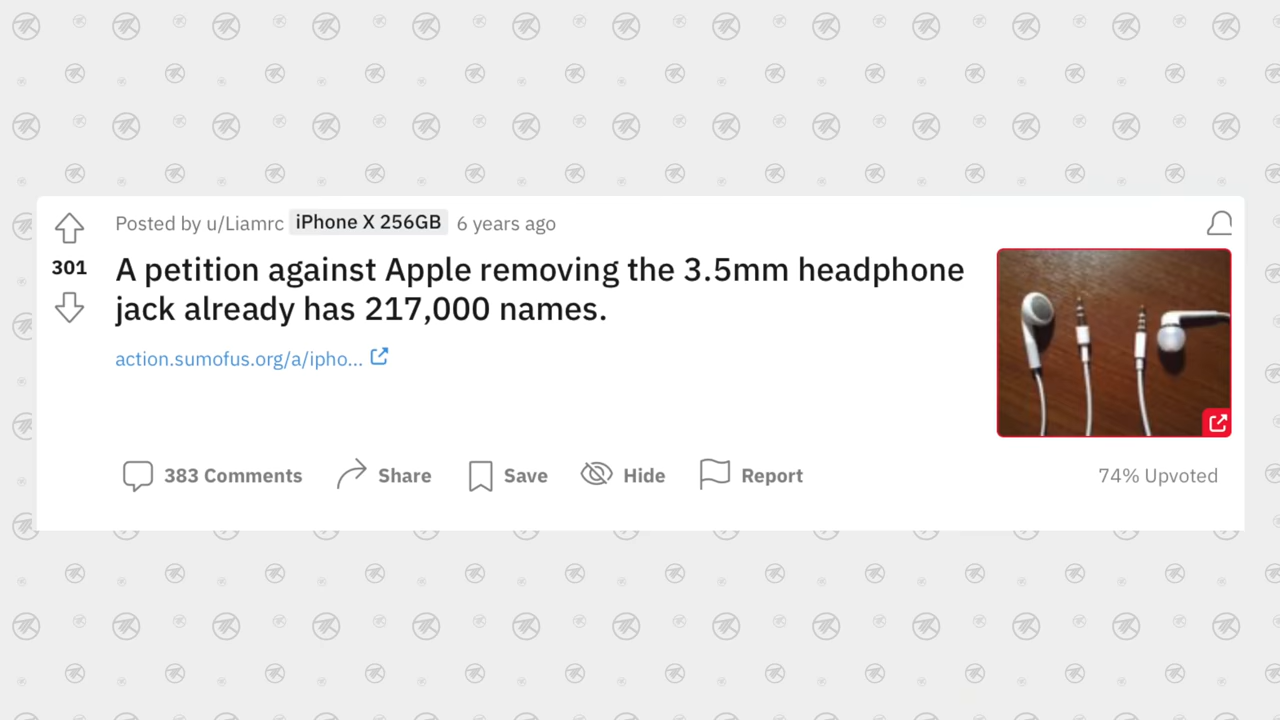 Posted by u/Liamrc iPhone X 256GB 6 years ago
301
A petition against Apple removing the 3.5mm headphone
jack already has 217,000 names.
action.sumofus.org/a/ipho...
383 Comments Share Save Hide Report 74% Upvoted